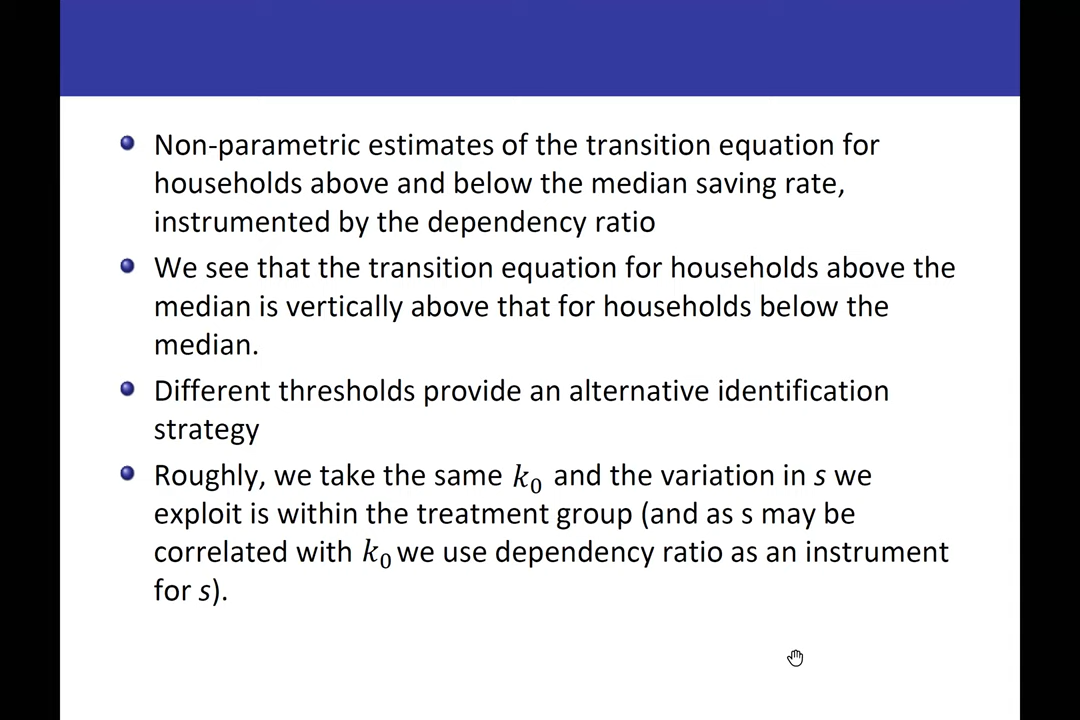 Non-parametric estimates of the transition equation for
households above and below the median saving rate,
instrumented by the dependency ratio
We see that the transition equation for households above the
median is vertically above that for households below the
median.
Different thresholds provide an alternative identification
strategy
Roughly, we take the same k₀ and the variation in s we
exploit is within the treatment group (and as s may be
correlated with k₀ we use dependency ratio as an instrument
for s).